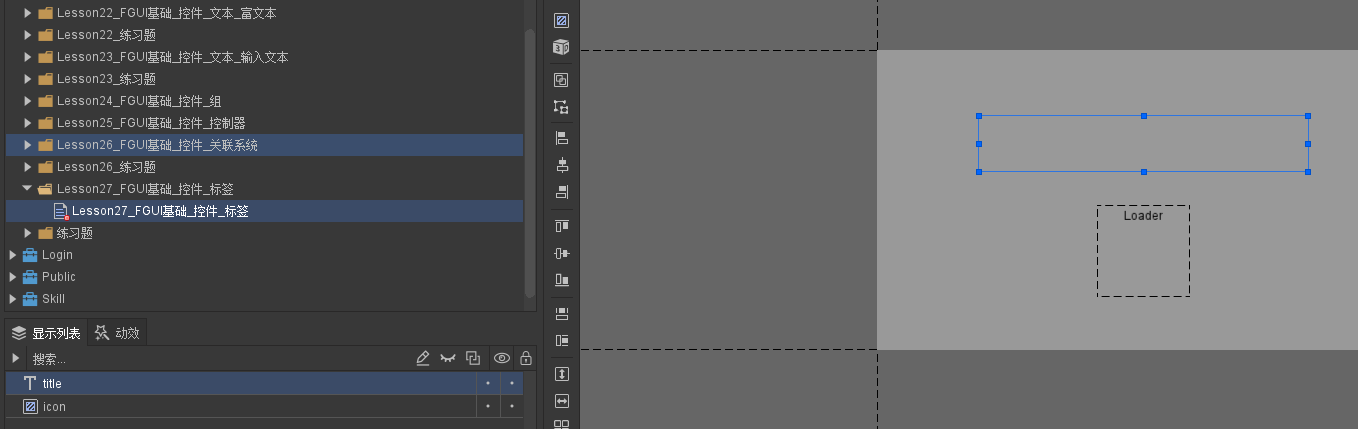 Lesson22_FGUI基础_控件_文本_富文本
Lesson22_练习题
Lesson23_FGUI基础_控件_文本_输入文本
Lesson23_练习题
Lesson24_FGUI基础_控件_组
Lesson25_FGUI基础_控件_控制器
Lesson26_FGUI基础_控件_关联系统
Lesson26_练习题
Lesson27_FGUI基础_控件_标签
Lesson27_FGUI基础_控件_标签
练习题
Login
Public
Skill
显示列表 动效
搜索...
title
icon
3D
Loader